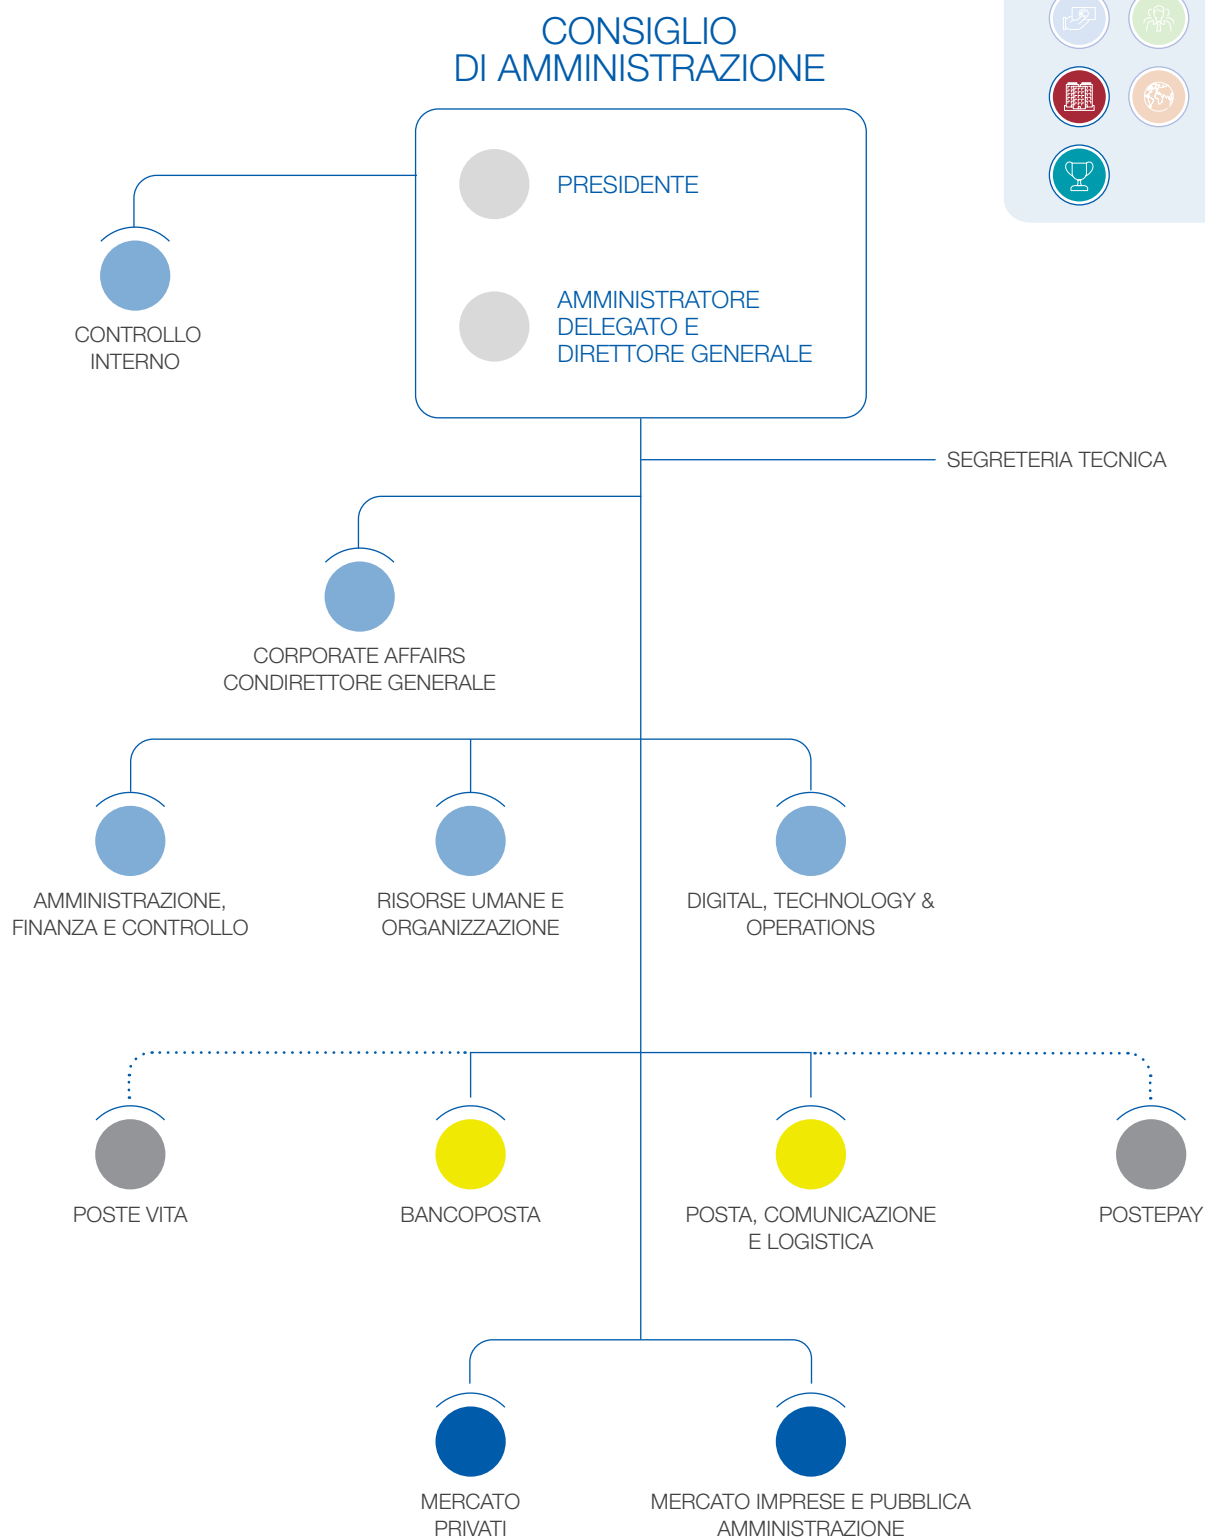 CONSIGLIO
DI AMMINISTRAZIONE
PRESIDENTE
AMMINISTRATORE
DELEGATO E
DIRETTORE GENERALE
CONTROLLO
INTERNO
SEGRETERIA TECNICA
CORPORATE AFFAIRS
CONDIRETTORE GENERALE
AMMINISTRAZIONE,
FINANZA E CONTROLLO
RISORSE UMANE E
ORGANIZZAZIONE
DIGITAL, TECHNOLOGY &
OPERATIONS
POSTE VITA
BANCOPOSTA
POSTA, COMUNICAZIONE
E LOGISTICA
POSTEPAY
MERCATO
PRIVATI
MERCATO IMPRESE E PUBBLICA
AMMINISTRAZIONE